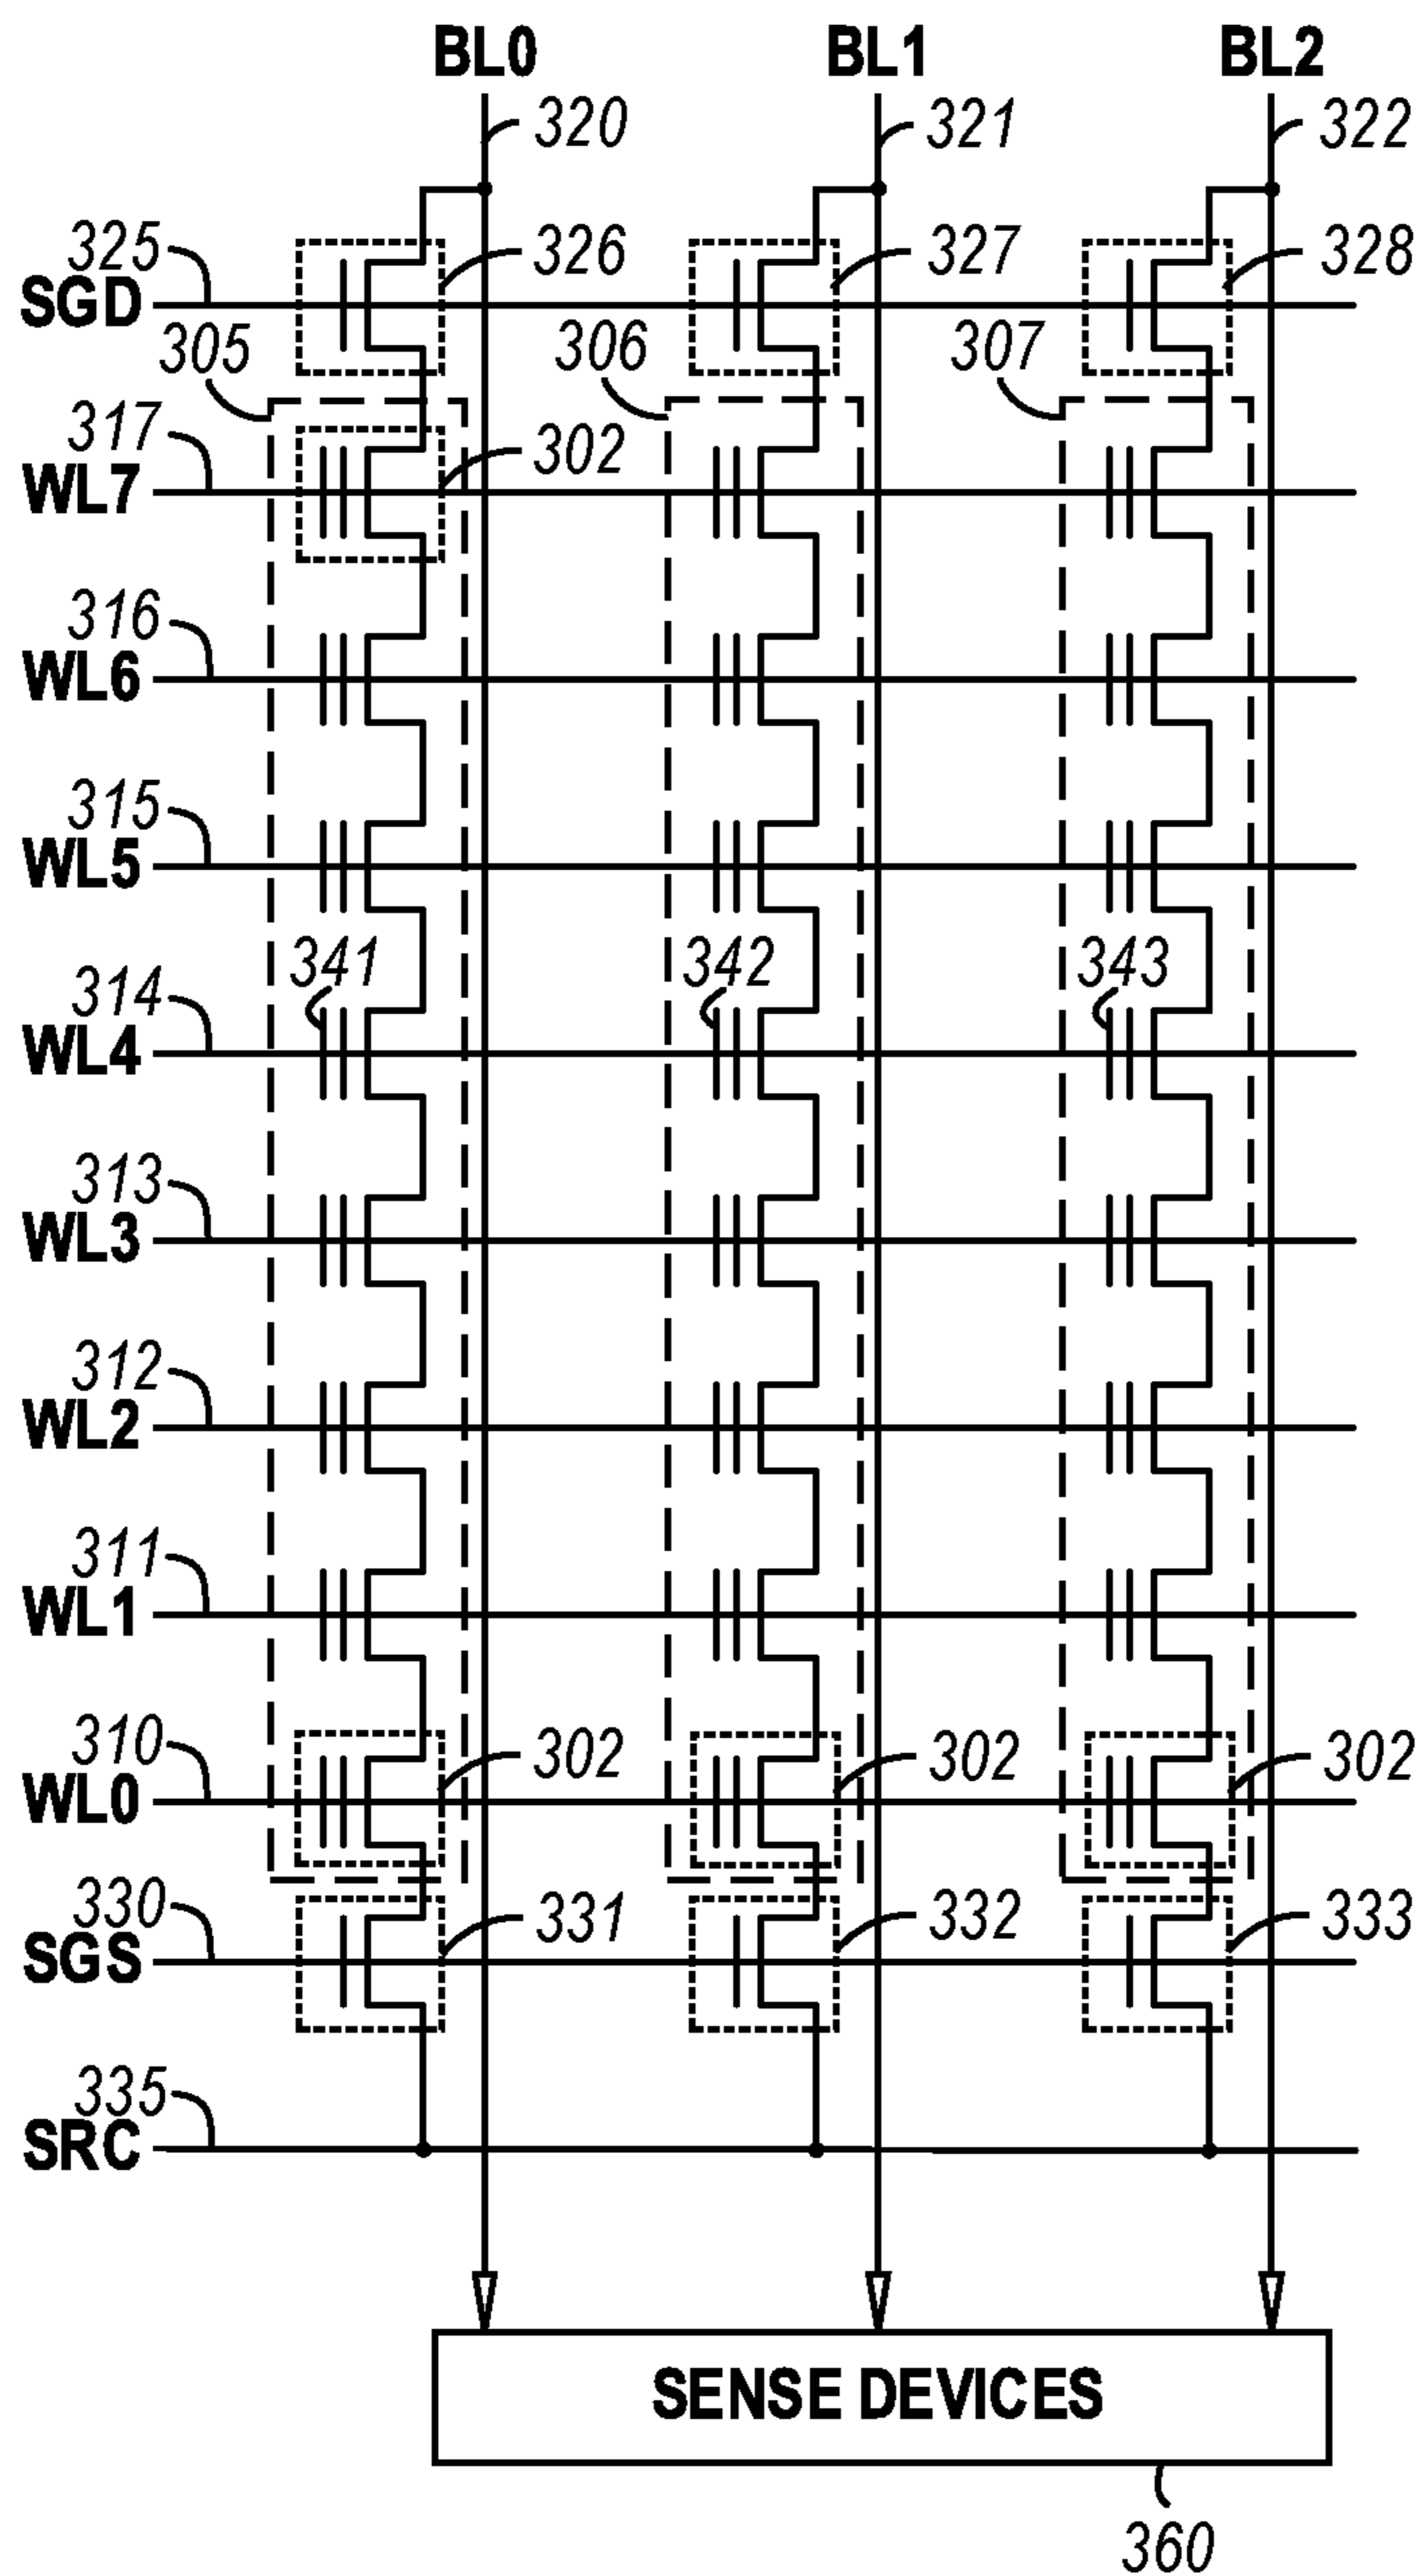 BL0 BL1 BL2
320 321 322
325 326 327 328
SGD
305 306 307
317 302
WL7
316
WL6
315
WL5
341 342 343
314
WL4
313
WL3
312
WL2
311
WL1
310 302 302 302
WL0
330 331 332 333
SGS
335
SRC
SENSE DEVICES
360